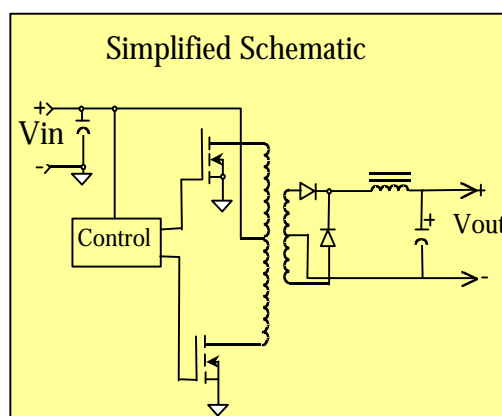 Simplified Schematic
+
Vin
-
Control
+
+
Vout
-